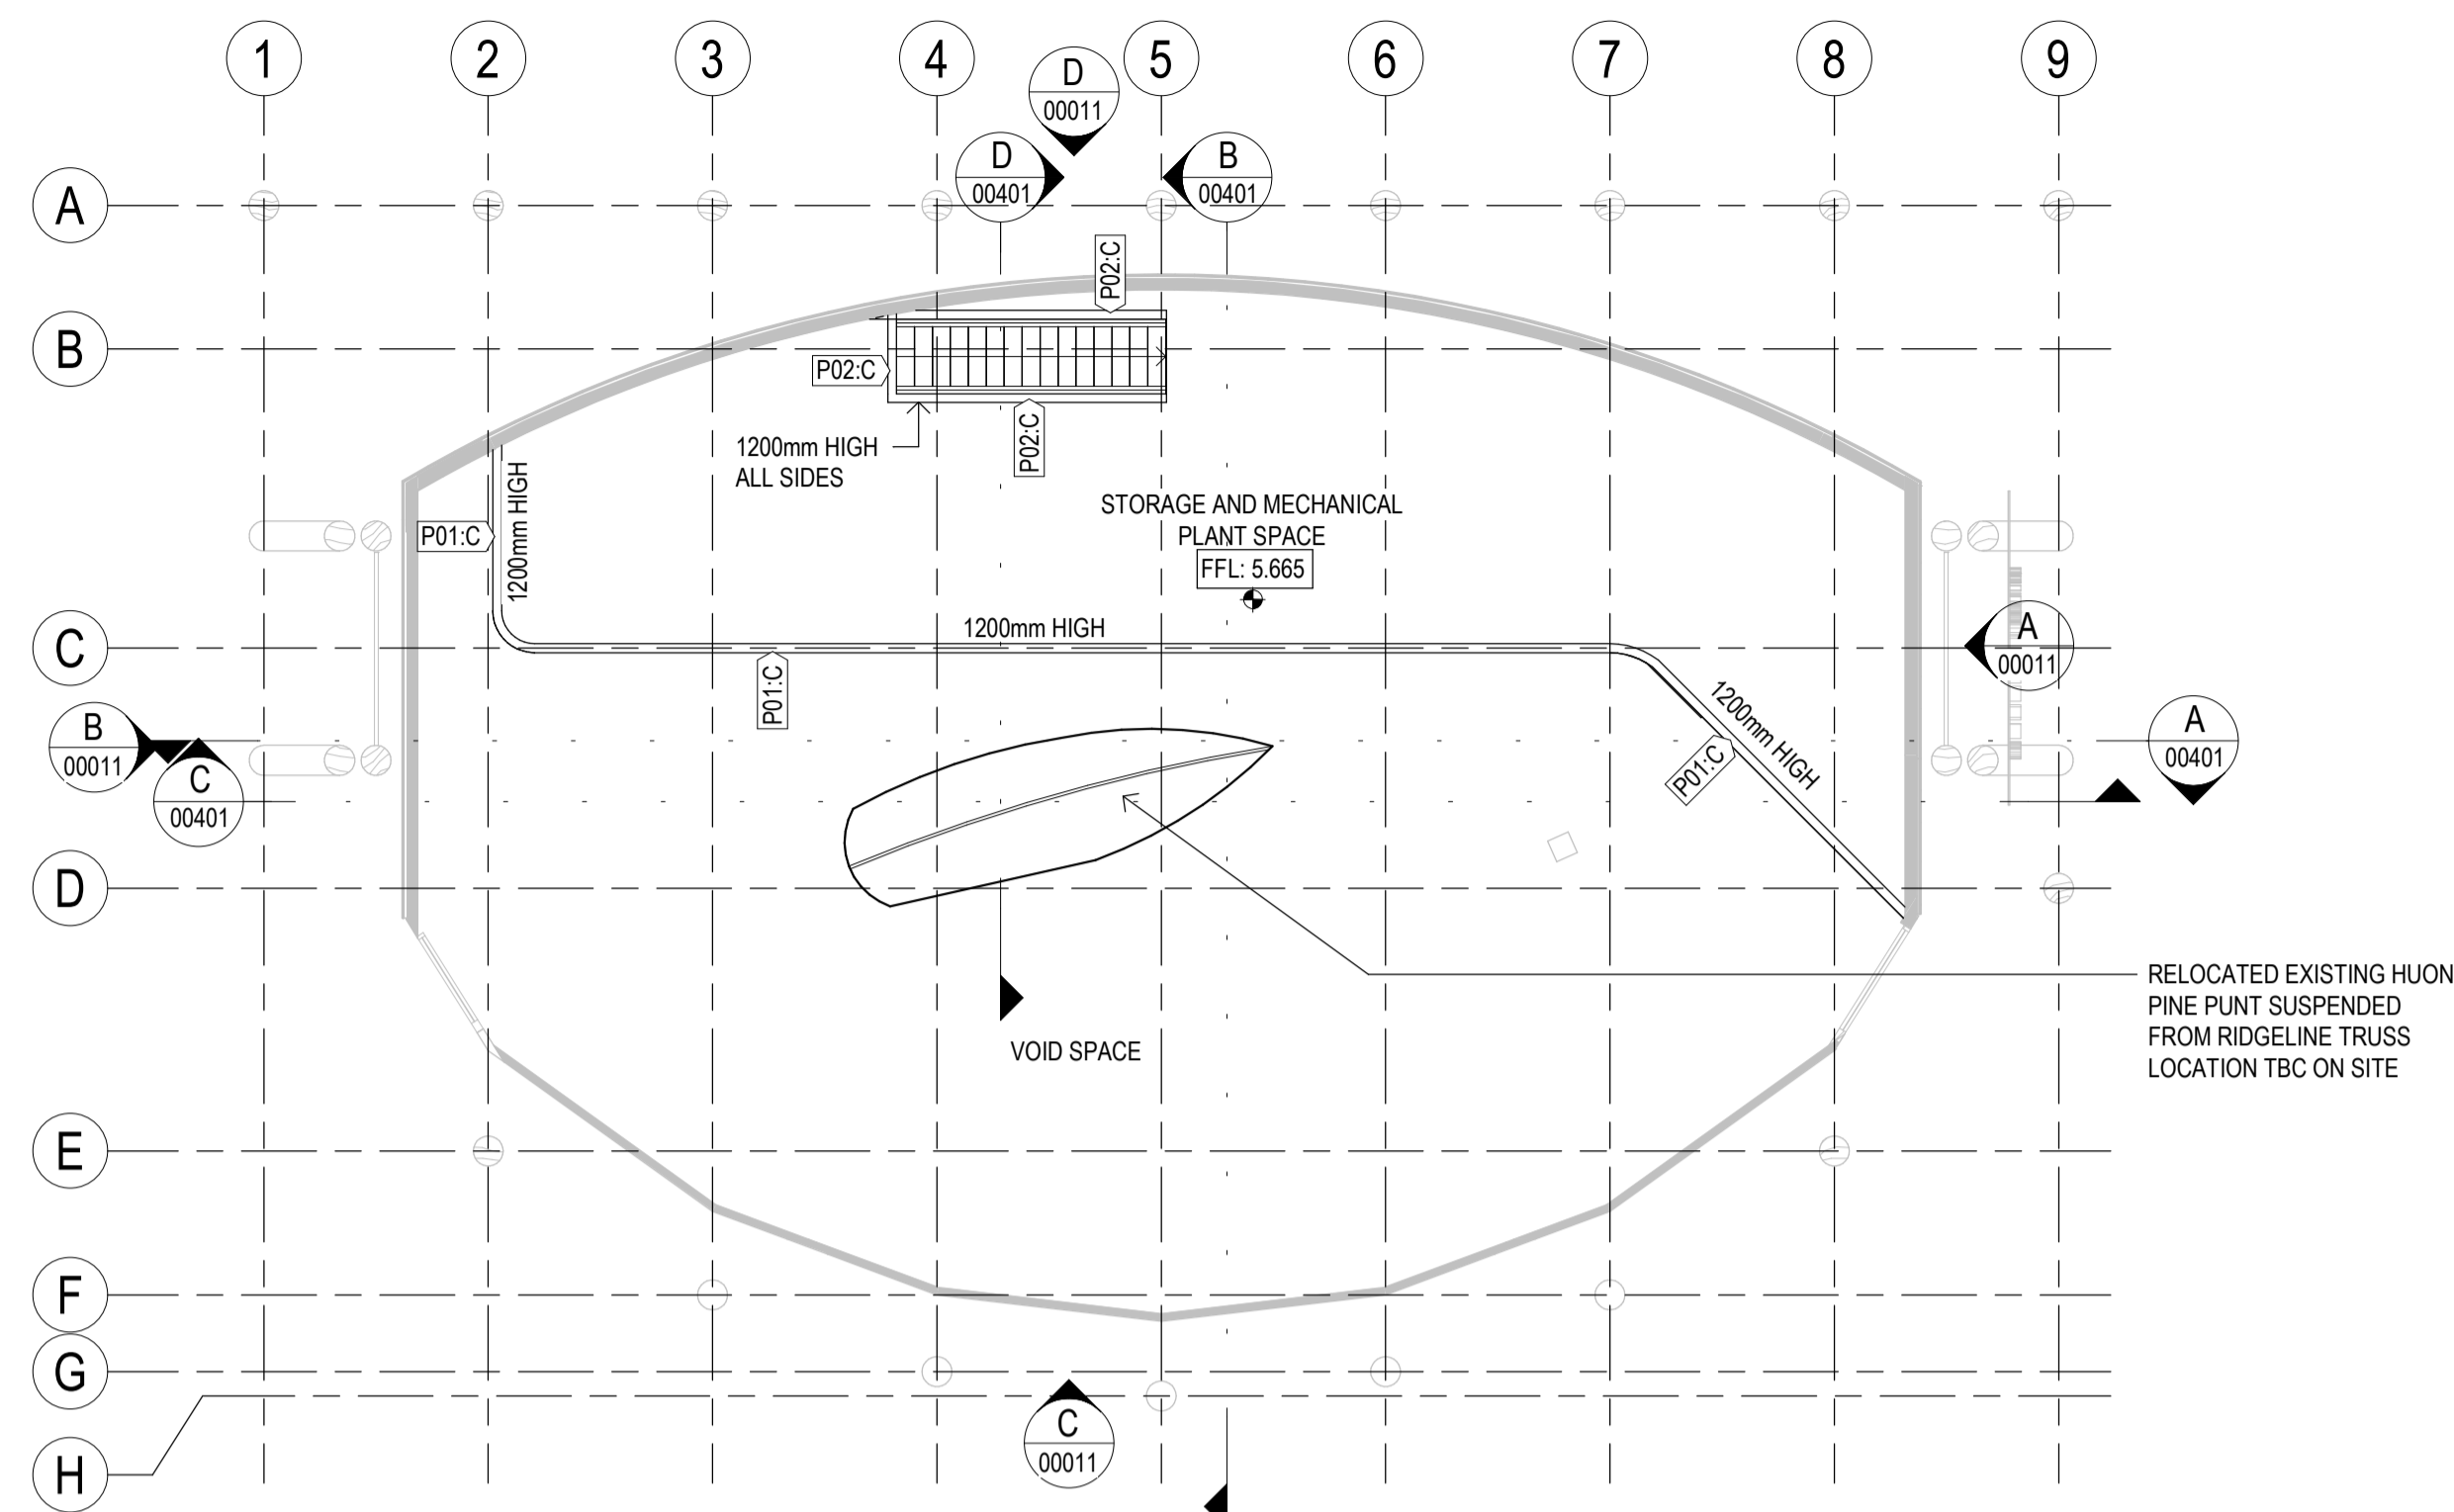 1 2 3 4 5 6 7 8 9
D
00011
D
00401
B
00401
A
P02:C
B
P02:C
P02:C
1200mm HIGH
ALL SIDES
1200mm HIGH
P01:C
STORAGE AND MECHANICAL
PLANT SPACE
FFL: 5.665
1200mm HIGH
C
A
00011
P01:C
1200mm HIGH
P01:C
B
00011
C
00401
A
00401
D
RELOCATED EXISTING HUON
PINE PUNT SUSPENDED
FROM RIDGELINE TRUSS
LOCATION TBC ON SITE
VOID SPACE
E
F
G
C
00011
H